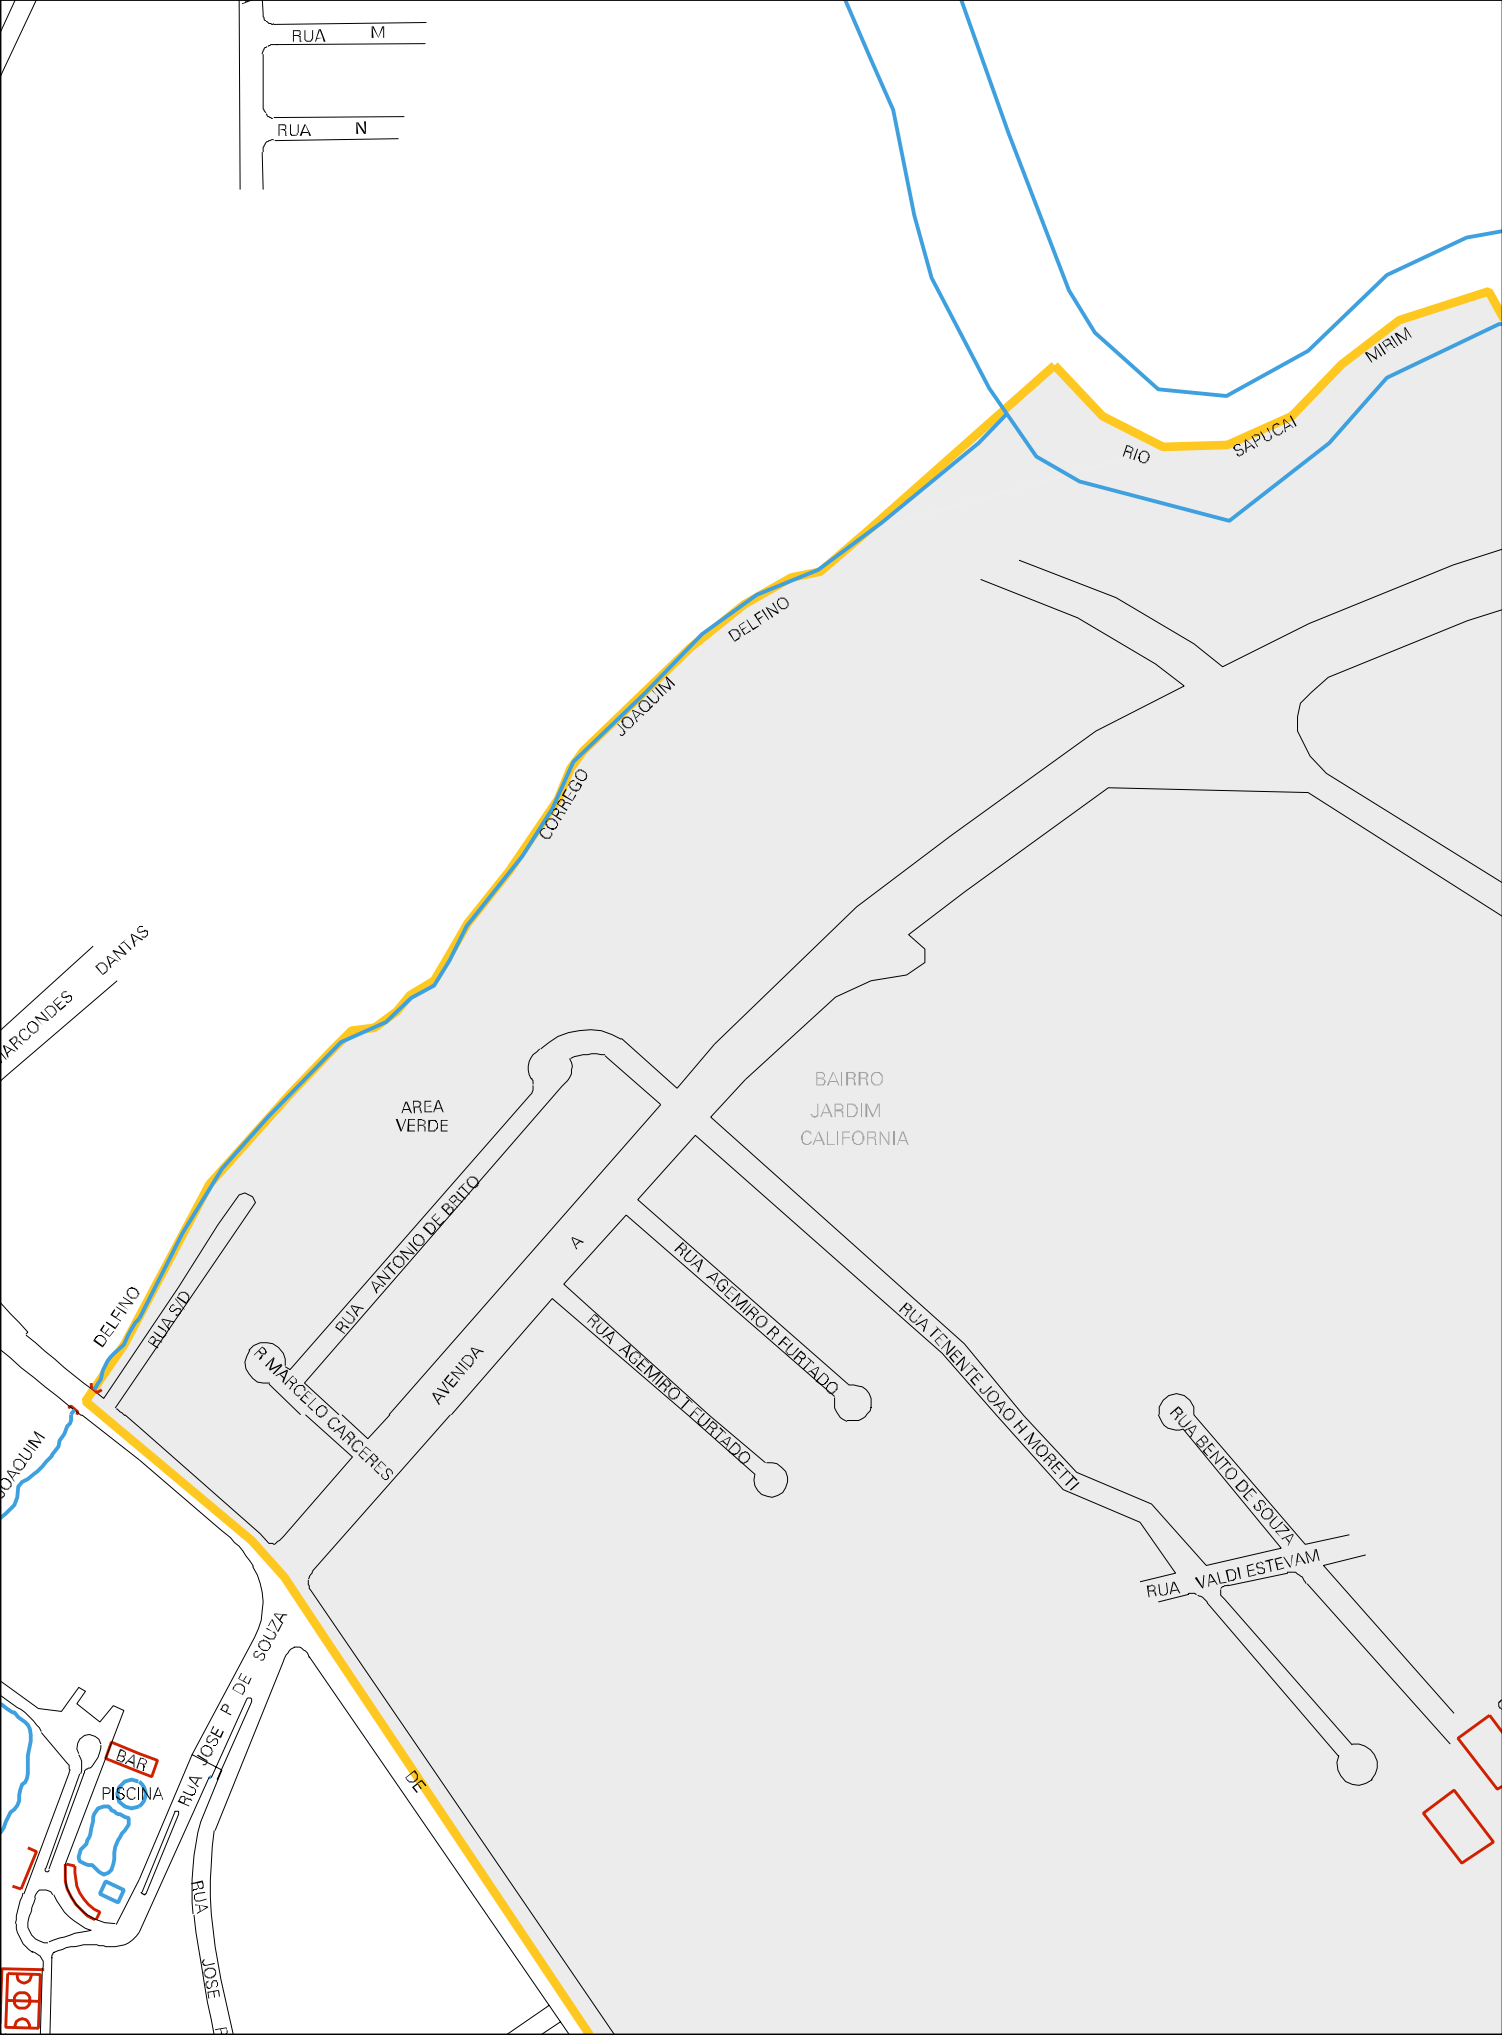 RUA M
RUA N
RIO SAPUCAI MIRIM
CORREGO JOAQUIM DELFINO
DANTAS
AREA
VERDE
BAIRRO
JARDIM
CALIFORNIA
RUA ANTONIO DE BRITO
AVENIDA A
RUA AGEMIRO R FURTADO
RUA AGEMIRO T FURTADO
RUA TENENTE JOAO H MORETTI
DELFINO
RUA S/D
R MARCELO CARCERES
RUA BENTO DE SOUZA
RUA VALDI ESTEVAM
RUA JOSE P DE SOUZA
BAR
PISCINA
DE
RUA JOSE